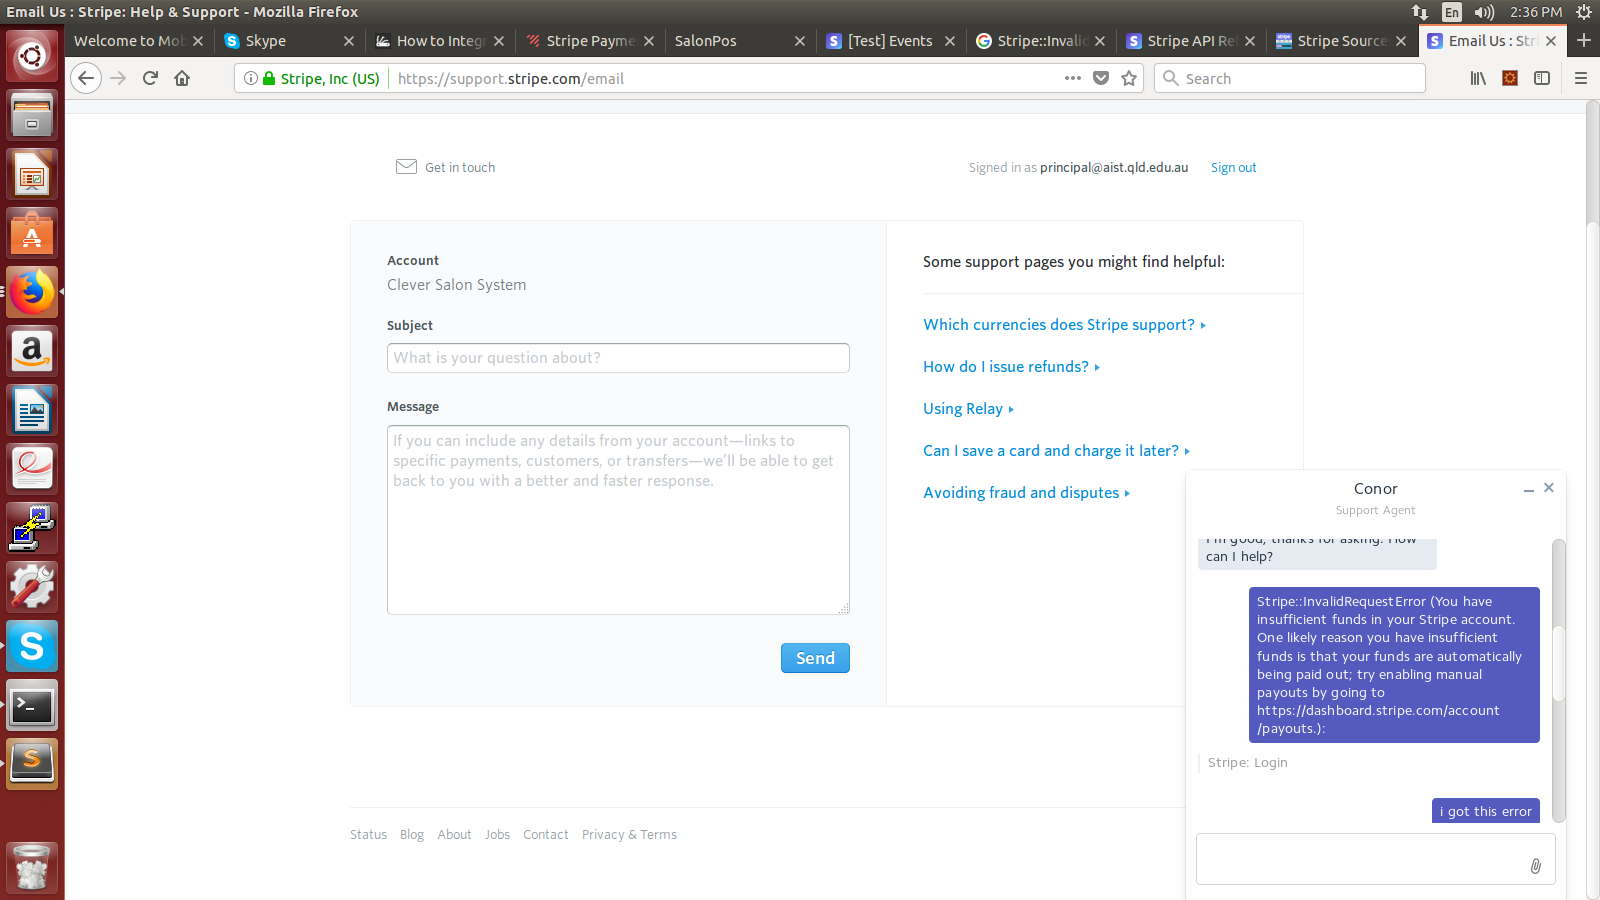 Email Us : Stripe: Help & Support - Mozilla Firefox
En
2:36 PM
Welcome to Mob
Skype
How to Integ
Stripe Payme
SalonPos
[Test] Events
Stripe::Invali
Stripe API Re
Stripe Source
Email Us : Stri
Stripe, Inc (US)
https://support.stripe.com/email
Search
Get in touch
Signed in as principal@aist.qld.edu.au
Sign out
Account
Clever Salon System
Subject
What is your question about?
Message
If you can include any details from your account—links to
specific payments, customers, or transfers—we'll be able to get
back to you with a better and faster response.
Send
Some support pages you might find helpful:
Which currencies does Stripe support?
How do I issue refunds?
Using Relay
Can I save a card and charge it later?
Avoiding fraud and disputes
Conor
Support Agent
I'm good, thanks for asking. How
can I help?
Stripe::InvalidRequestError (You have
insufficient funds in your Stripe account.
One likely reason you have insufficient
funds is that your funds are automatically
being paid out; try enabling manual
payouts by going to
https://dashboard.stripe.com/account
/payouts.):
Stripe: Login
i got this error
Status
Blog
About
Jobs
Contact
Privacy & Terms